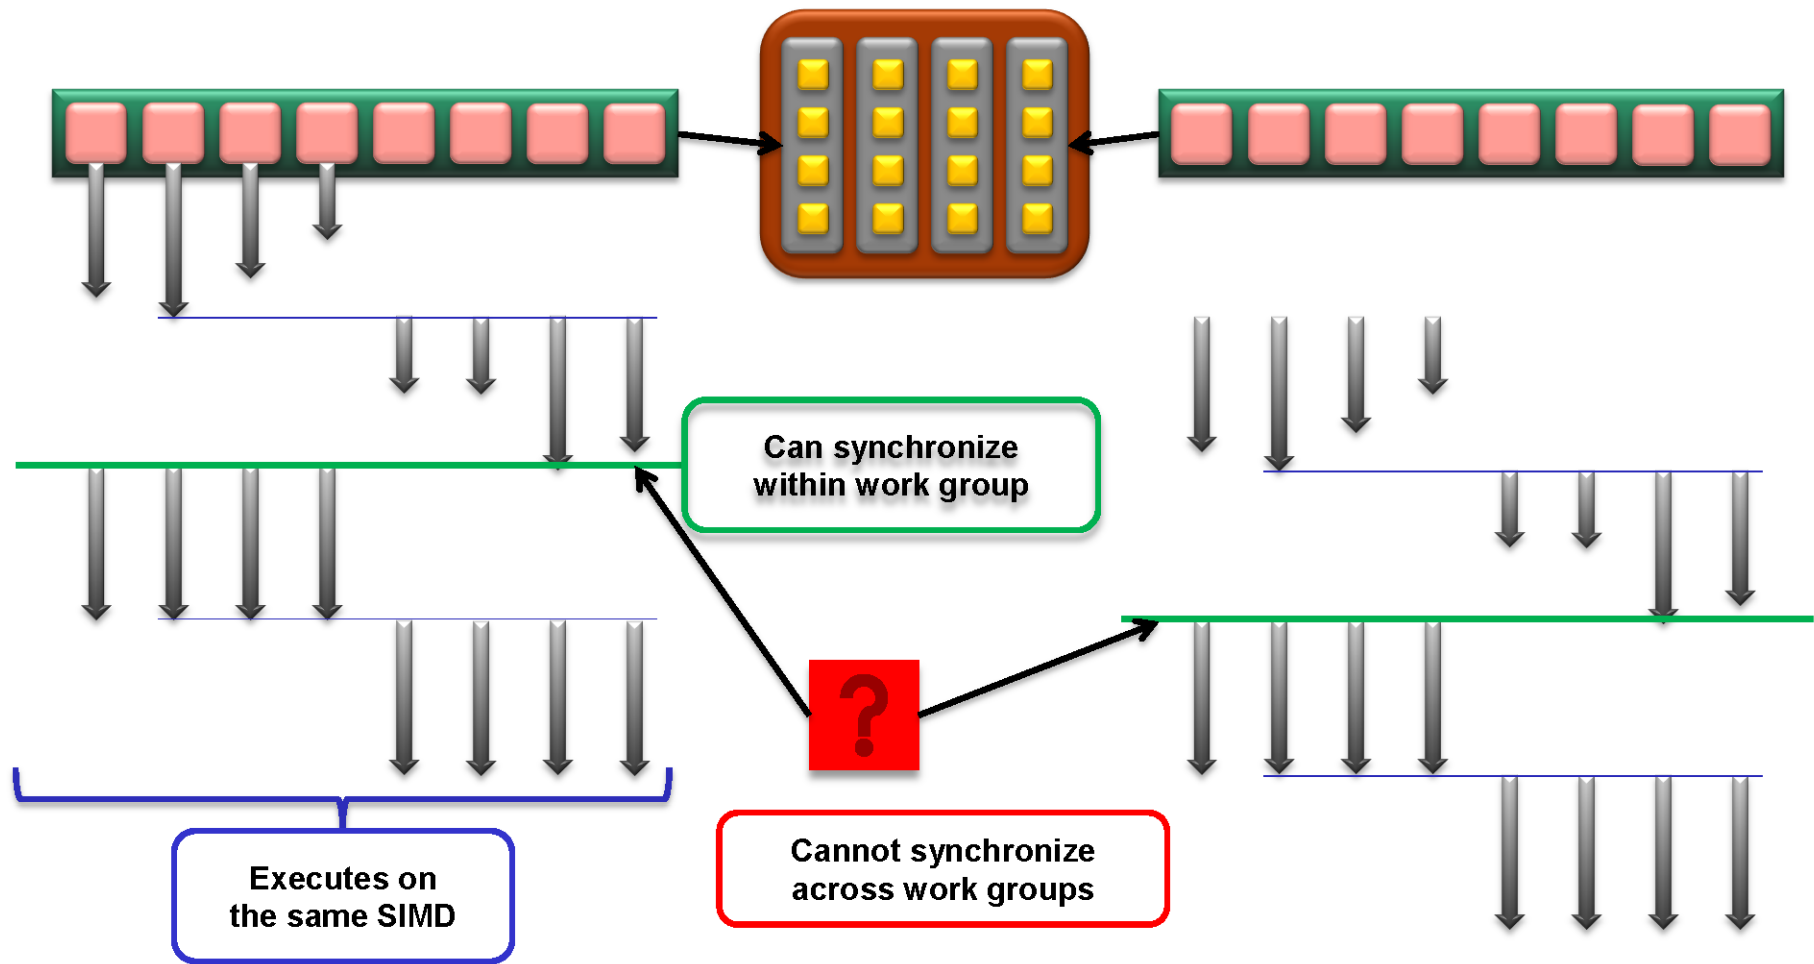 Can synchronize
within work group
?
Cannot synchronize
across work groups
Executes on
the same SIMD